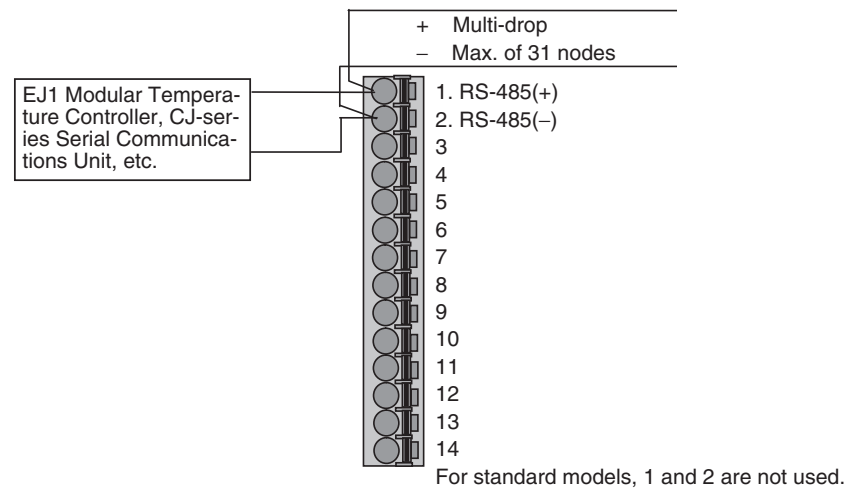 + Multi-drop
− Max. of 31 nodes
EJ1 Modular Tempera-
ture Controller, CJ-ser-
ies Serial Communica-
tions Unit, etc.
1. RS-485(+)
2. RS-485(−)
3
4
5
6
7
8
9
10
11
12
13
14
For standard models, 1 and 2 are not used.